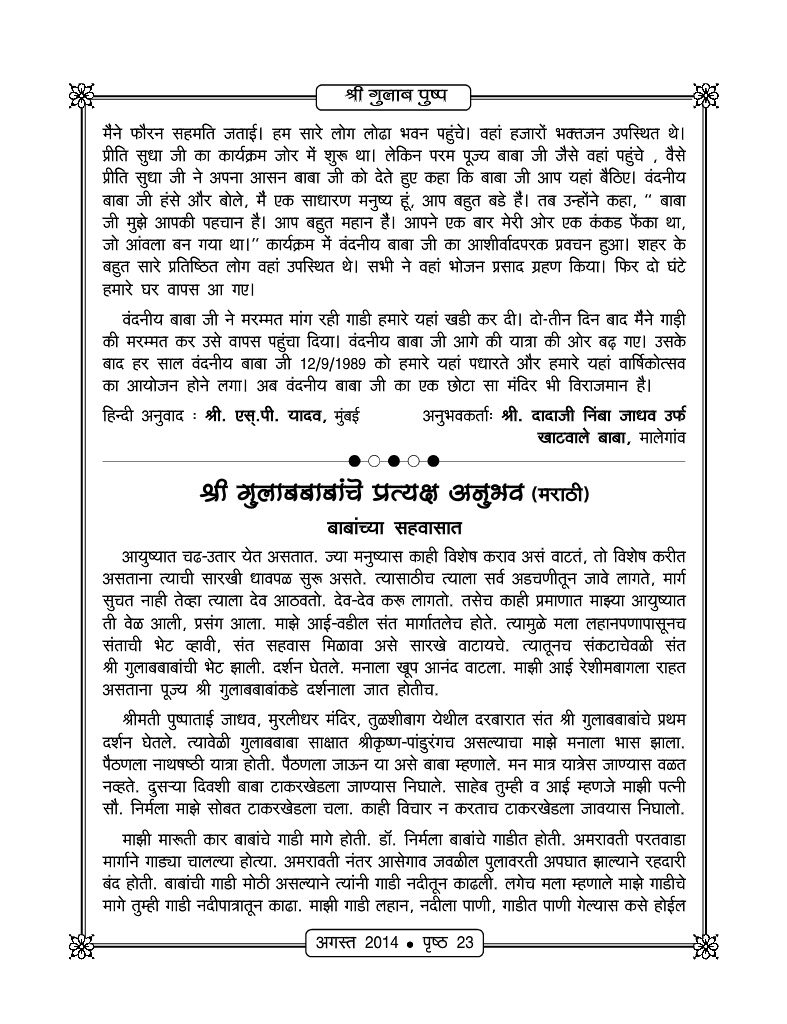 श्री गुलाब पुष्प
मैने फौरन सहमति जताई। हम सारे लोग लोढा भवन पहुंचे। वहां हजारों भक्तजन उपस्थित थे।
प्रीति सुधा जी का कार्यक्रम जोर में शुरू था। लेकिन परम पूज्य बाबा जी जैसे वहां पहुंचे , वैसे
प्रीति सुधा जी ने अपना आसन बाबा जी को देते हुए कहा कि बाबा जी आप यहां बैठिए। वंदनीय
बाबा जी हंसे और बोले, मै एक साधारण मनुष्य हूं, आप बहुत बडे है। तब उन्होंने कहा, ‘‘ बाबा
जी मुझे आपकी पहचान है। आप बहुत महान है। आपने एक बार मेरी ओर एक कंकड फेंका था,
जो आंवला बन गया था।’’ कार्यक्रम में वंदनीय बाबा जी का आशीर्वादपरक प्रवचन हुआ। शहर के
बहुत सारे प्रतिष्ठित लोग वहां उपस्थित थे। सभी ने वहां भोजन प्रसाद ग्रहण किया। फिर दो घंटे
हमारे घर वापस आ गए।
वंदनीय बाबा जी ने मरम्मत मांग रही गाडी हमारे यहां खडी कर दी। दो-तीन दिन बाद मैने गाड़ी
की मरम्मत कर उसे वापस पहुंचा दिया। वंदनीय बाबा जी आगे की यात्रा की ओर बढ़ गए। उसके
बाद हर साल वंदनीय बाबा जी 12/9/1989 को हमारे यहां पधारते और हमारे यहां वार्षिकोत्सव
का आयोजन होने लगा। अब वंदनीय बाबा जी का एक छोटा सा मंदिर भी विराजमान है।
हिन्दी अनुवाद : श्री. एस्.पी. यादव, मुंबई अनुभवकर्ताः श्री. दादाजी निंबा जाधव उर्फ
खाटवाले बाबा, मालेगांव
श्री गुलाबबाबांचे प्रत्यक्ष अनुभव (मराठी)
बाबांच्या सहवासात
आयुष्यात चढ-उतार येत असतात. ज्या मनुष्यास काही विशेष कराव असं वाटतं, तो विशेष करीत
असताना त्याची सारखी धावपळ सुरू असते. त्यासाठीच त्याला सर्व अडचणीतून जावे लागते, मार्ग
सुचत नाही तेव्हा त्याला देव आठवतो. देव-देव करू लागतो. तसेच काही प्रमाणात माझ्या आयुष्यात
ती वेळ आली, प्रसंग आला. माझे आई-वडील संत मार्गातलेच होते. त्यामुळे मला लहानपणापासूनच
संताची भेट व्हावी, संत सहवास मिळावा असे सारखे वाटायचे. त्यातूनच संकटाचेवळी संत
श्री गुलाबबाबांची भेट झाली. दर्शन घेतले. मनाला खूप आनंद वाटला. माझी आई रेशीमबागला राहत
असताना पूज्य श्री गुलाबबाबांकडे दर्शनाला जात होतीच.
श्रीमती पुष्पाताई जाधव, मुरलीधर मंदिर, तुळशीबाग येथील दरबारात संत श्री गुलाबबाबांचे प्रथम
दर्शन घेतले. त्यावेळी गुलाबबाबा साक्षात श्रीकृष्ण-पांडुरंगच असल्याचा माझे मनाला भास झाला.
पैठणला नाथषष्ठी यात्रा होती. पैठणला जाऊन या असे बाबा म्हणाले. मन मात्र यात्रेस जाण्यास वळत
नव्हते. दुसऱ्या दिवशी बाबा टाकरखेडला जाण्यास निघाले. साहेब तुम्ही व आई म्हणजे माझी पत्नी
सौ. निर्मला माझे सोबत टाकरखेडला चला. काही विचार न करताच टाकरखेडला जावयास निघालो.
माझी मारूती कार बाबांचे गाडी मागे होती. डॉ. निर्मला बाबांचे गाडीत होती. अमरावती परतवाडा
मार्गाने गाड्या चालल्या होत्या. अमरावती नंतर आसेगाव जवळील पुलावरती अपघात झाल्याने रहदारी
बंद होती. बाबांची गाडी मोठी असल्याने त्यांनी गाडी नदीतून काढली. लगेच मला म्हणाले माझे गाडीचे
मागे तुम्ही गाडी नदीपात्रातून काढा. माझी गाडी लहान, नदीला पाणी, गाडीत पाणी गेल्यास कसे होईल
अगस्त 2014 ● पृष्ठ 23